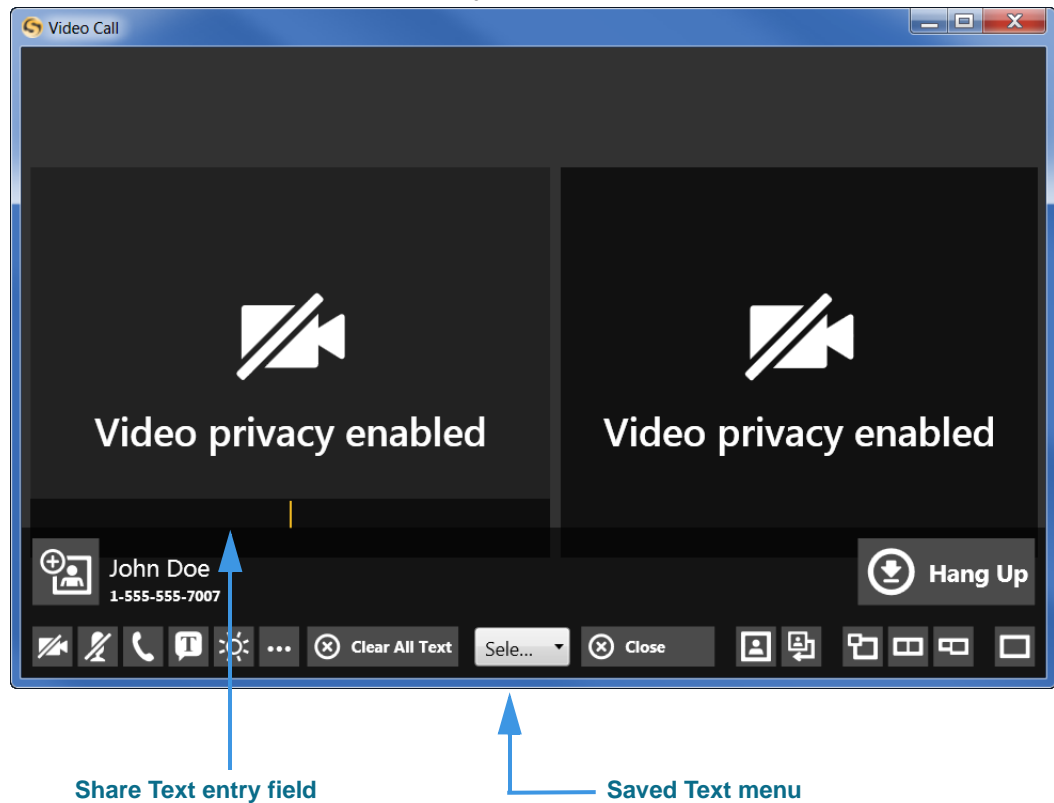 Video Call
Video privacy enabled
Video privacy enabled
John Doe
1-555-555-7007
Hang Up
T
Clear All Text
Sele...
Close
Share Text entry field
Saved Text menu